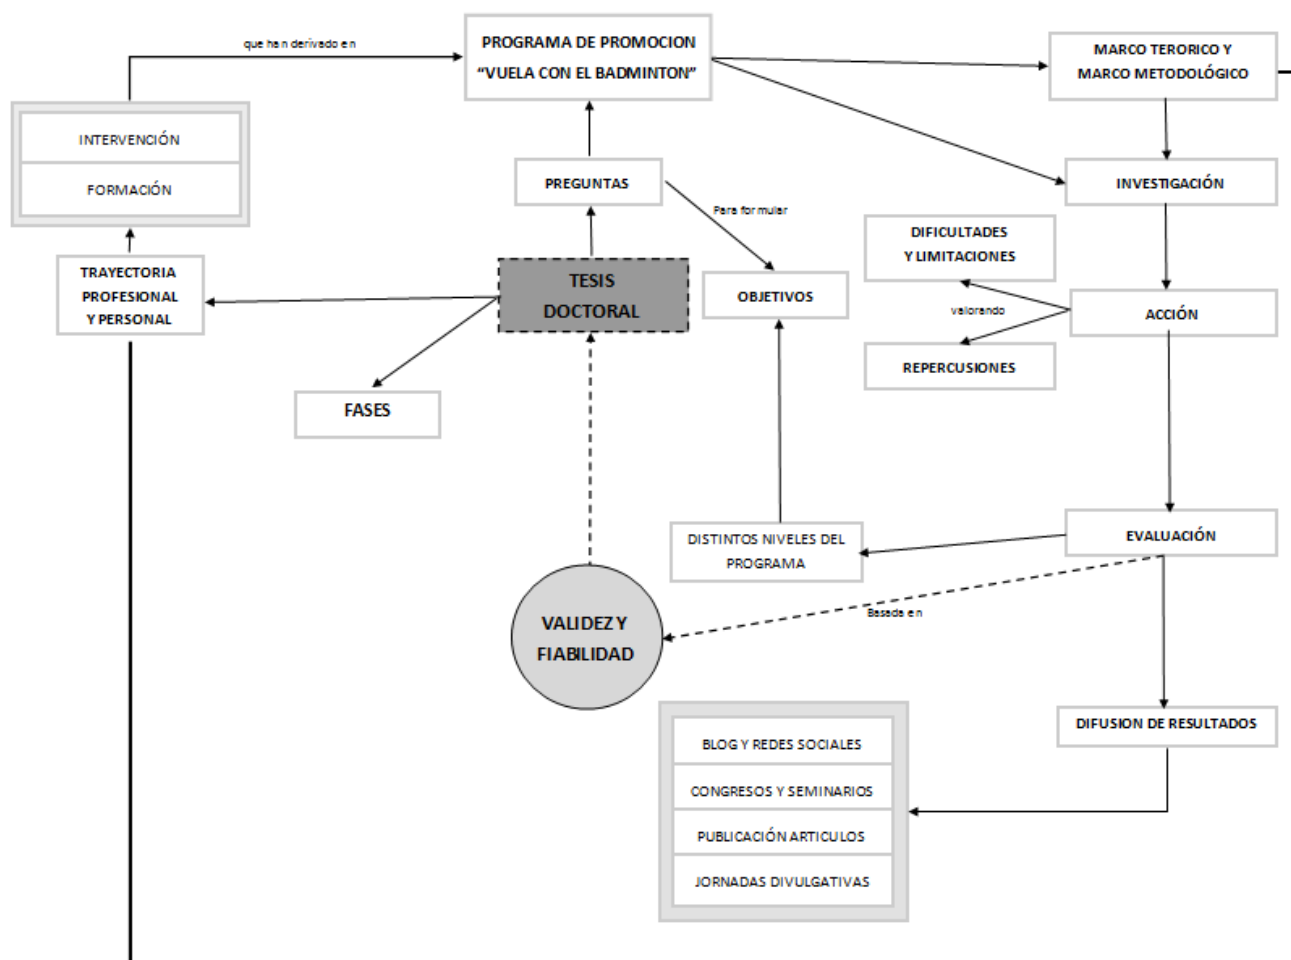 que han derivado en
PROGRAMA DE PROMOCION
“VUELA CON EL BADMINTON”
MARCO TERORICO Y
MARCO METODOLÓGICO
INTERVENCIÓN
FORMACIÓN
PREGUNTAS
INVESTIGACIÓN
Para formular
DIFICULTADES
Y LIMITACIONES
TRAYECTORIA
PROFESIONAL
Y PERSONAL
TESIS
DOCTORAL
OBJETIVOS
valorando
ACCIÓN
REPERCUSIONES
FASES
DISTINTOS NIVELES DEL
PROGRAMA
EVALUACIÓN
Basada en
VALIDEZ Y
FIABILIDAD
DIFUSION DE RESULTADOS
BLOG Y REDES SOCIALES
CONGRESOS Y SEMINARIOS
PUBLICACIÓN ARTICULOS
JORNADAS DIVULGATIVAS